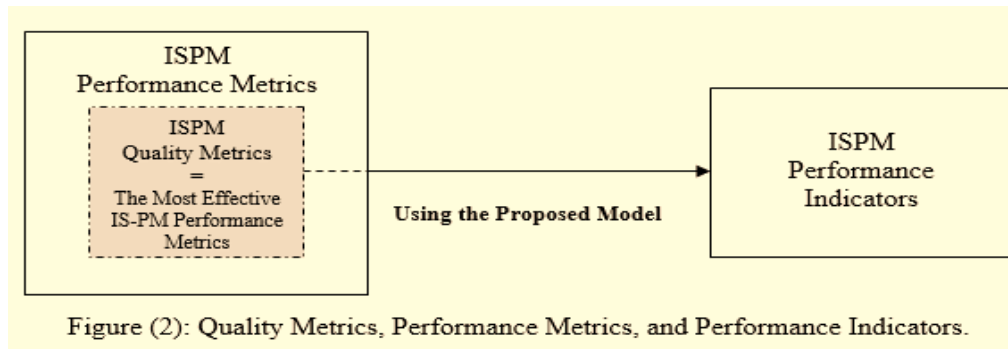 ISPM
Performance Metrics
ISPM
Quality Metrics
=
The Most Effective
IS-PM Performance
Metrics
Using the Proposed Model
ISPM
Performance
Indicators
Figure (2): Quality Metrics, Performance Metrics, and Performance Indicators.